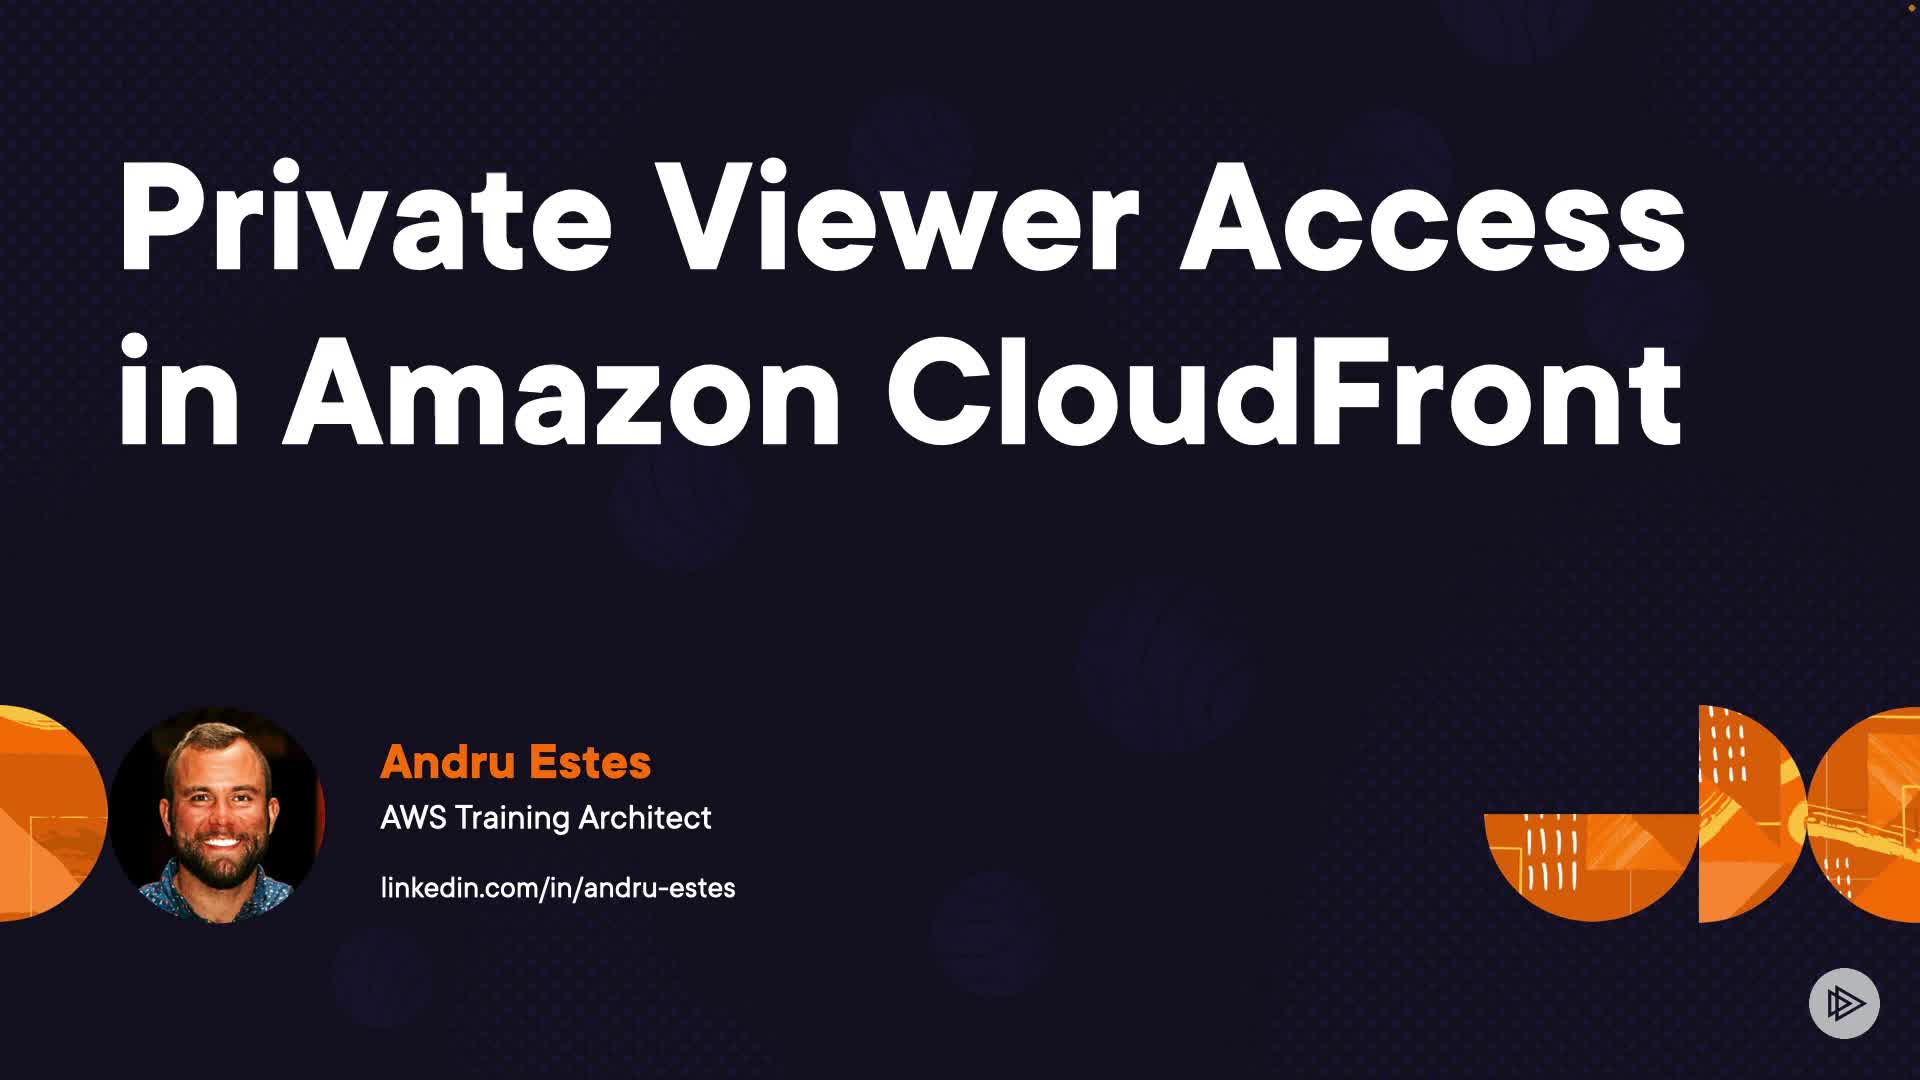 Private Viewer Access
in Amazon CloudFront
Andru Estes
AWS Training Architect
linkedin.com/in/andru-estes